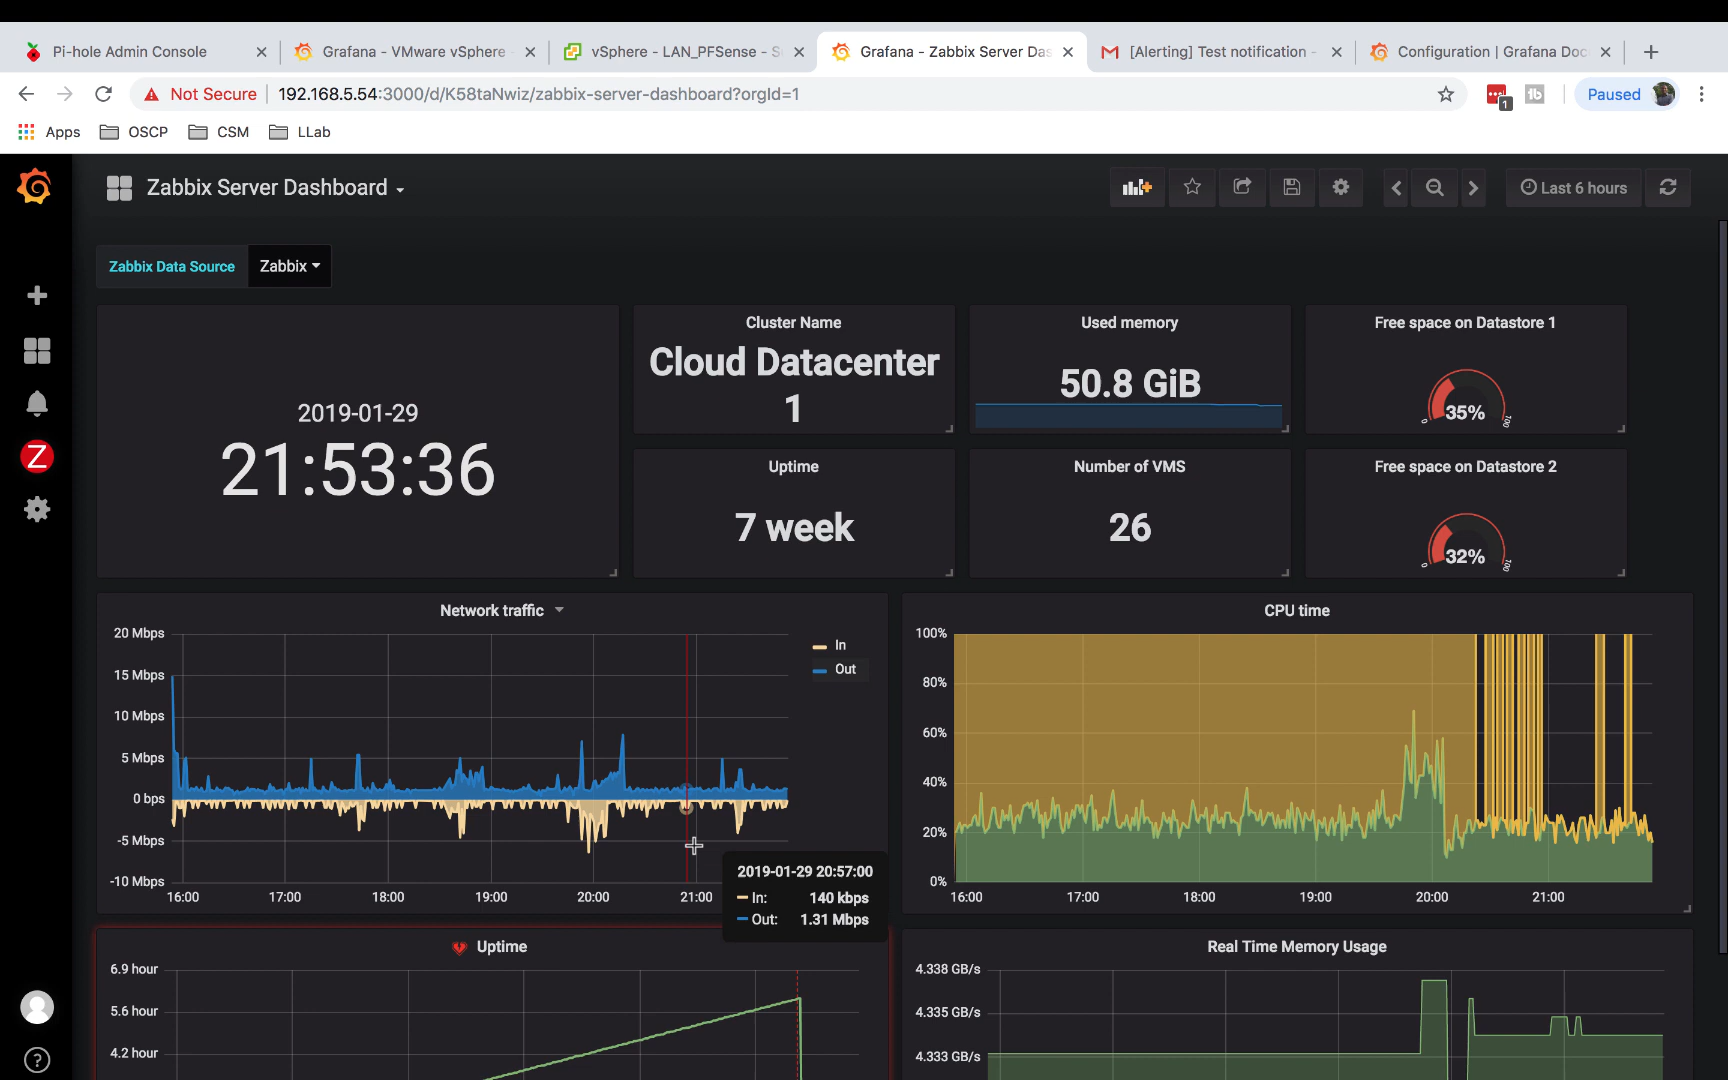 Pi-hole Admin Console
Grafana - VMware vSphere -
vSphere - LAN_PFSense - S
Grafana - Zabbix Server Das
[Alerting] Test notification -
Configuration | Grafana Doc
Not Secure
192.168.5.54:3000/d/K58taNwiz/zabbix-server-dashboard?orgId=1
1
tb
Paused
Apps
OSCP
CSM
LLab
Zabbix Server Dashboard
Last 6 hours
Zabbix Data Source
Zabbix
Z
2019-01-29
21:53:36
Cluster Name
Cloud Datacenter
1
Used memory
50.8 GiB
Free space on Datastore 1
35%
0
100
Uptime
7 week
Number of VMS
26
Free space on Datastore 2
32%
0
100
Network traffic
20 Mbps
15 Mbps
10 Mbps
5 Mbps
0 bps
-5 Mbps
-10 Mbps
16:00
17:00
18:00
19:00
20:00
21:00
In
Out
2019-01-29 20:57:00
In: 140 kbps
Out: 1.31 Mbps
CPU time
100%
80%
60%
40%
20%
0%
16:00
17:00
18:00
19:00
20:00
21:00
Uptime
6.9 hour
5.6 hour
4.2 hour
Real Time Memory Usage
4.338 GB/s
4.335 GB/s
4.333 GB/s
?